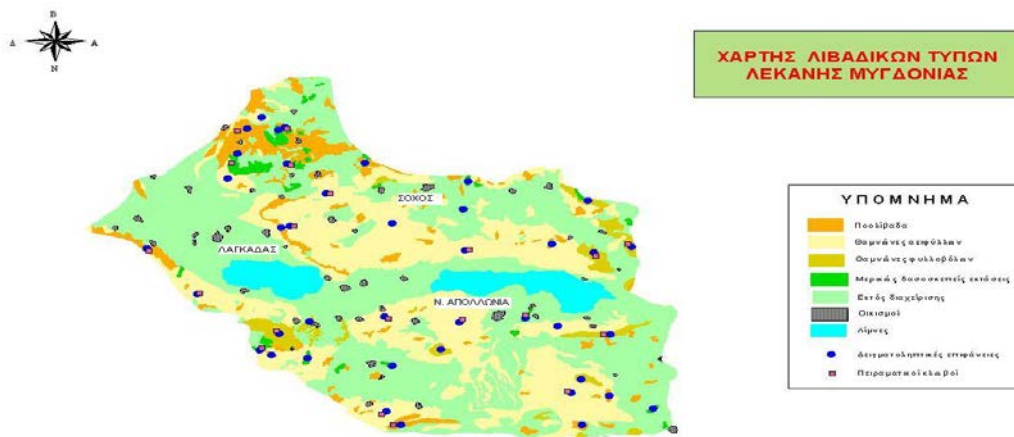 Β
Δ Α
Ν
ΧΑΡΤΗΣ ΛΙΒΑΔΙΚΩΝ ΤΥΠΩΝ
ΛΕΚΑΝΗΣ ΜΥΓΔΟΝΙΑΣ
ΣΟΧΟΣ
ΛΑΓΚΑΔΑΣ
Ν. ΑΠΟΛΛΩΝΙΑ
ΥΠΟΜΝΗΜΑ
Ποολίβαδα
Θαμνώνες αειφύλλων
Θαμνώνες φυλλοβόλων
Μερικώς δασοσκεπείς εκτάσεις
Εκτός διαχείρισης
Οικισμοί
Λίμνες
Δειγματοληπτικές επιφάνειες
Πειραματικοί κλωβοί